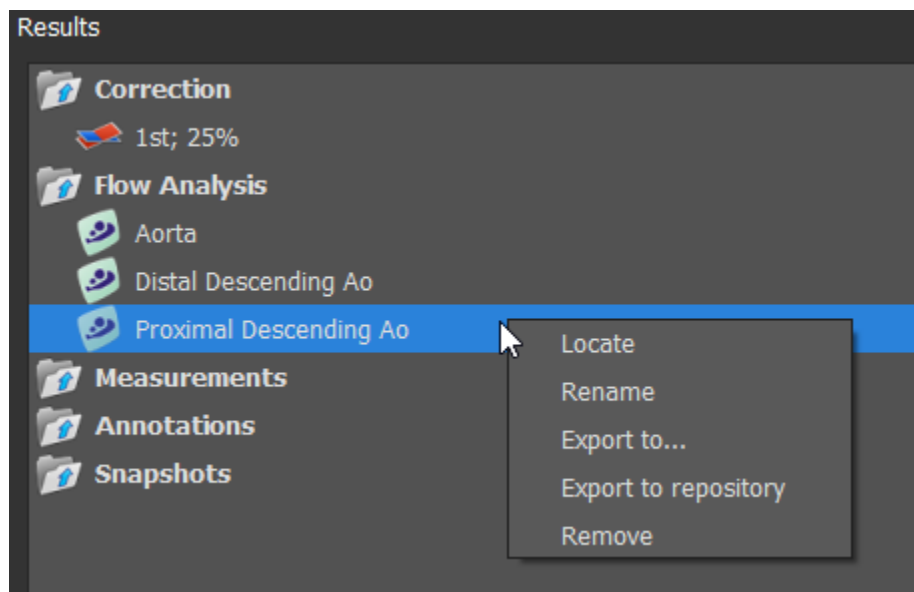 Results
Correction
1st; 25%
Flow Analysis
Aorta
Distal Descending Ao
Proximal Descending Ao
Locate
Rename
Export to...
Export to repository
Remove
Measurements
Annotations
Snapshots